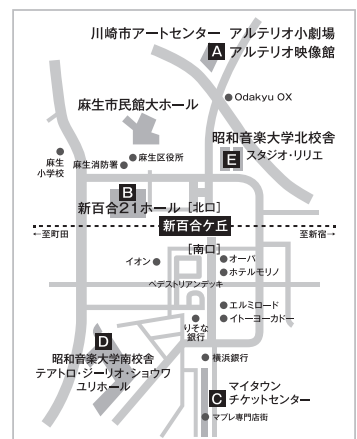 川崎市アートセンター アルテリオ小劇場
A アルテリオ映像館
Odakyu OX
麻生市民館大ホール
昭和音楽大学北校舎
E スタジオ・リリエ
麻生
小学校
麻生消防署
麻生区役所
B
新百合21ホール [北口]
新百合ケ丘
←至町田
至新宿→
[南口]
イオン
オーパ
ホテルモリノ
ペデストリアンデッキ
エルミロード
イトーヨーカドー
りそな
銀行
D
昭和音楽大学南校舎
テアトロ・ジーリオ・ショウワ
ユリホール
横浜銀行
C マイタウン
チケットセンター
マプレ専門店街